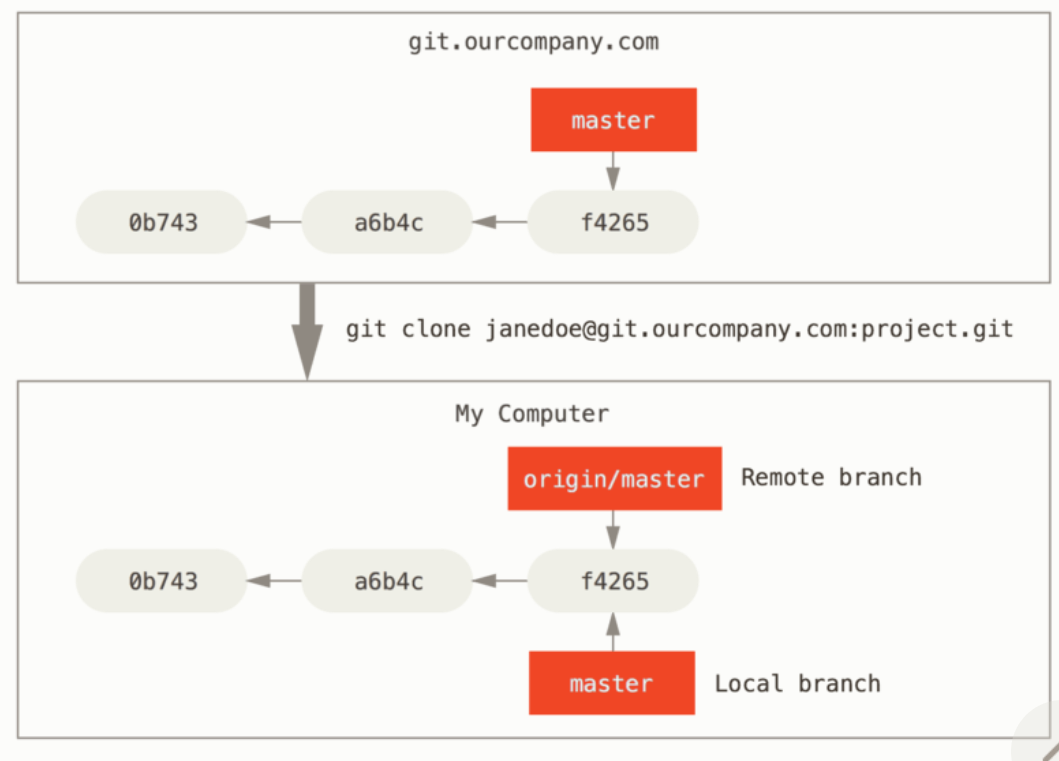 git.ourcompany.com
master
0b743 a6b4c f4265
git clone janedoe@git.ourcompany.com:project.git
My Computer
origin/master Remote branch
0b743 a6b4c f4265
master Local branch